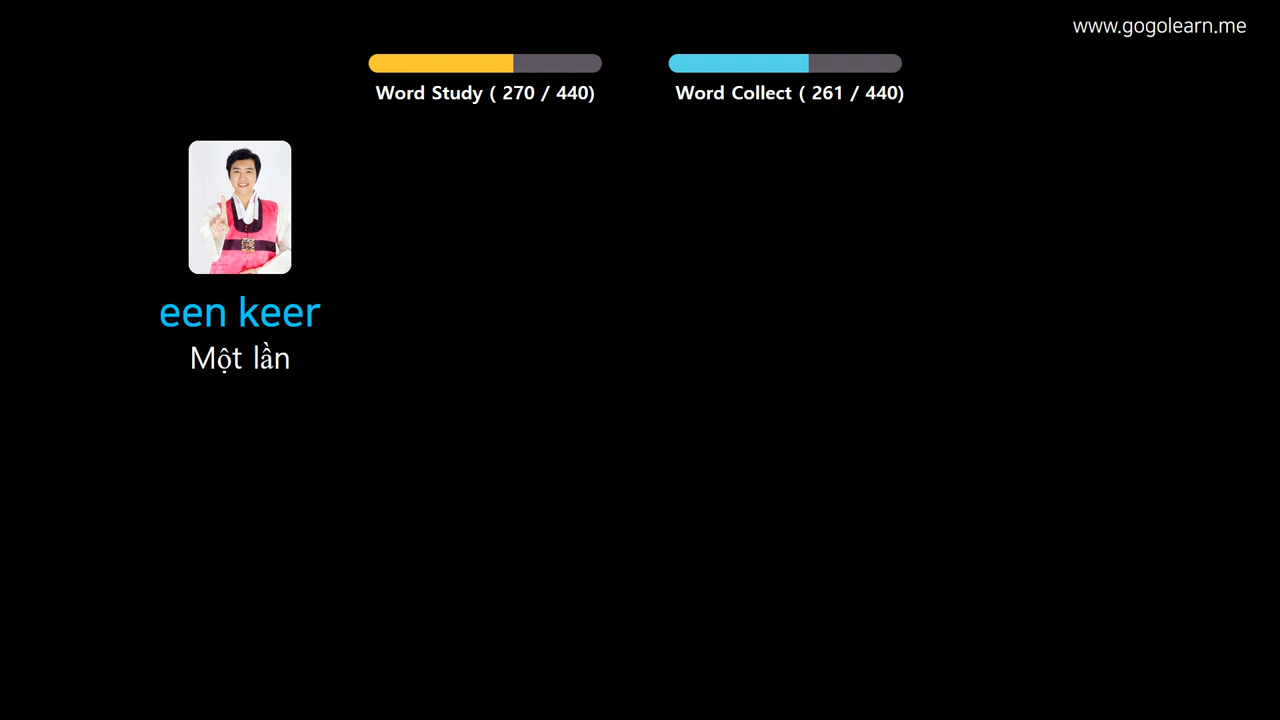 www.gogolearn.me
Word Study ( 270 / 440)
Word Collect ( 261 / 440)
een keer
Một lần